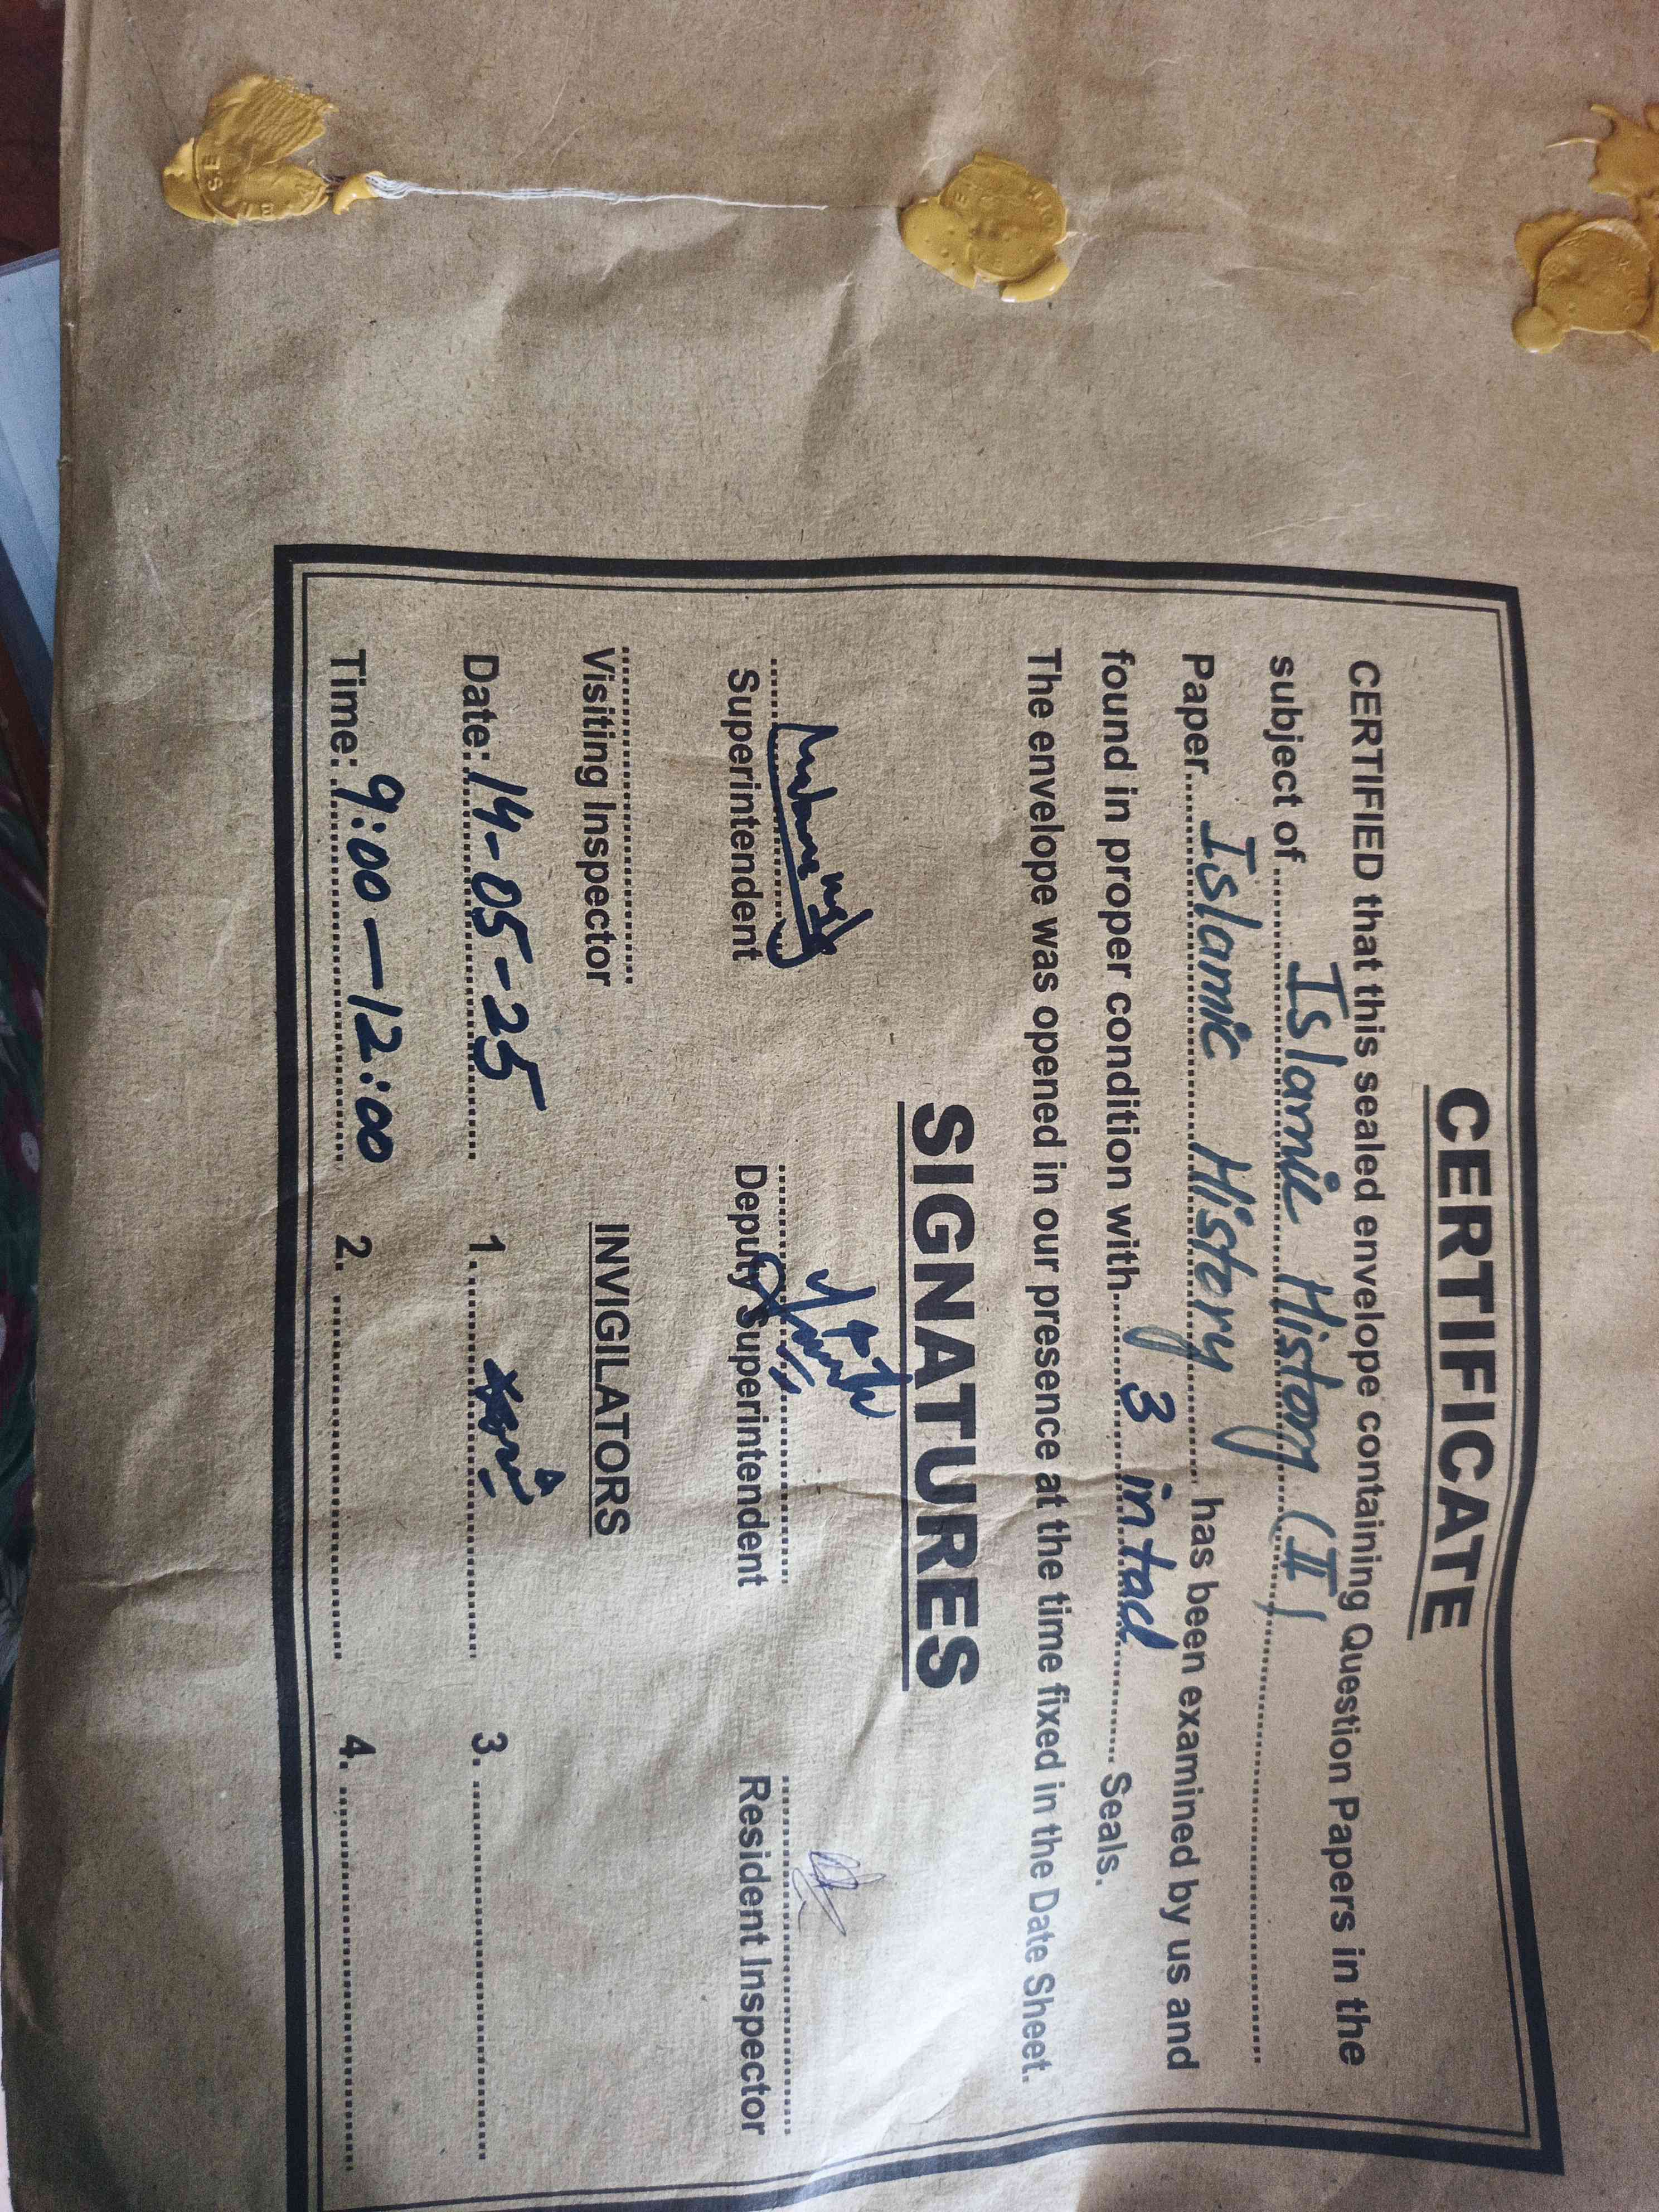 CERTIFICATE
CERTIFIED that this sealed envelope containing Question Papers in the
subject of Islamic History (II)
Paper Islamic History has been examined by us and
found in proper condition with 3 intact Seals.
The envelope was opened in our presence at the time fixed in the Date Sheet.
SIGNATURES
Superintendent Deputy Superintendent Resident Inspector
Visiting Inspector INVIGILATORS
Date: 14-05-25 1. 3.
Time: 9:00 — 12:00 2. 4.